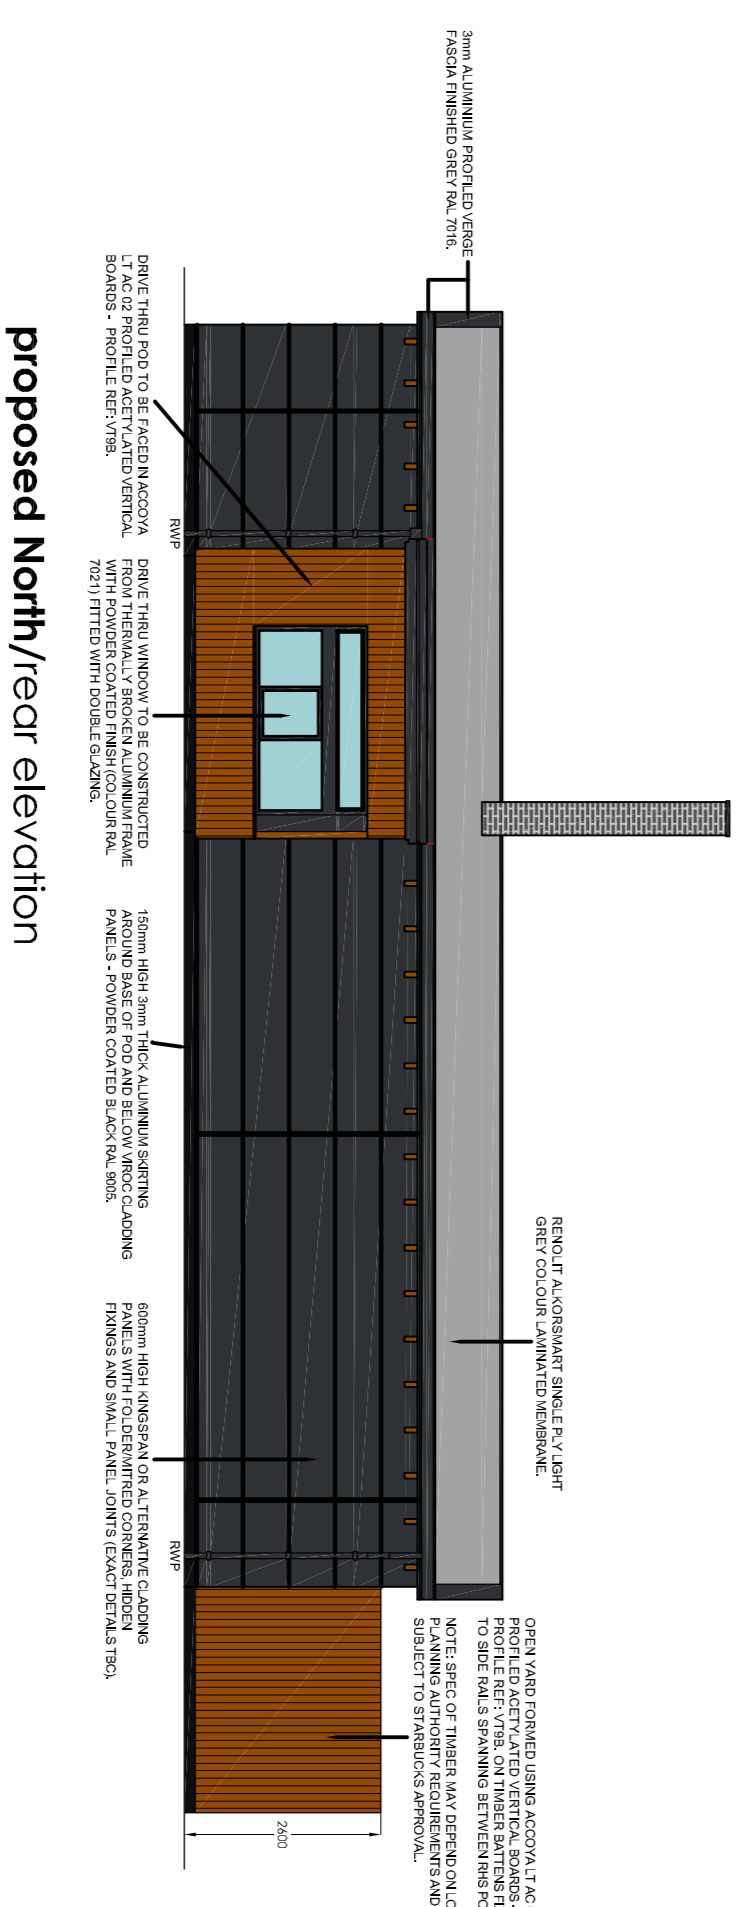 3mm ALUMINIUM PROFILED VERGE
FASCIA FINISHED GREY RAL 7016.
RENOLIT ALKORSMART SINGLE PLY LIGHT
GREY COLOUR LAMINATED MEMBRANE.
OPEN YARD FORMED USING ACCOYA LT AC
PROFILED ACETYLATED VERTICAL BOARDS -
PROFILE REF: VT9B. ON TIMBER BATTENS
TO SIDE RAILS SPANNING BETWEEN RHS
NOTE: SPEC OF TIMBER MAY DEPEND ON
PLANNING AUTHORITY REQUIREMENTS AND
SUBJECT TO STARBUCKS APPROVAL.
2600
RWP
RWP
DRIVE THRU POD TO BE FACED IN ACCOYA
LT AC 02 PROFILED ACETYLATED VERTICAL
BOARDS - PROFILE REF: VT9B.
DRIVE THRU WINDOW TO BE CONSTRUCTED
FROM THERMALLY BROKEN ALUMINIUM FRAME
WITH POWDER COATED FINISH (COLOUR RAL
7021) FITTED WITH DOUBLE GLAZING.
150mm HIGH 3mm THICK ALUMINIUM SKIRTING
AROUND BASE OF POD AND BELOW VIROC CLADDING
PANELS - POWDER COATED BLACK RAL 9005.
600mm HIGH KINGSPAN OR ALTERNATIVE CLADDING
PANELS WITH FOLDER/MITRED CORNERS, HIDDEN
FIXINGS AND SMALL PANEL JOINTS (EXACT DETAILS TBC).
proposed North/rear elevation